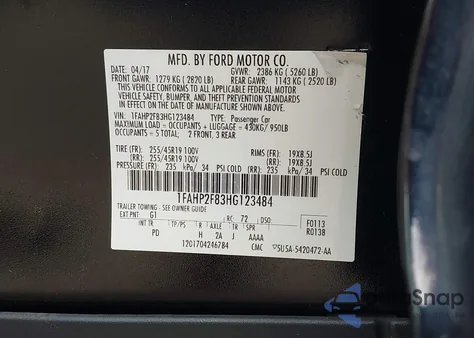 MFD. BY FORD MOTOR CO.
DATE: 04/17 GVWR: 2386 KG ( 5260 LB)
FRONT GAWR: 1279 KG ( 2820 LB) REAR GAWR: 1143 KG ( 2520 LB)
THIS VEHICLE CONFORMS TO ALL APPLICABLE FEDERAL MOTOR
VEHICLE SAFETY, BUMPER, AND THEFT PREVENTION STANDARDS IN
EFFECT ON THE DATE OF MANUFACTURE SHOWN ABOVE.
VIN: 1FAHP2F83HG123484 TYPE: Passenger Car
MAXIMUM LOAD= OCCUPANTS + LUGGAGE = 430KG/ 950LB
OCCUPANTS: 5 TOTAL: 2 FRONT, 3 REAR
TIRE (FR): 255/45R19 100V RIMS (FR): 19X8.5J
TIRE (RR): 255/45R19 100V RIMS (RR): 19X8.5J
PRESSURE (FR): 235 kPa/ 34 PSI COLD (RR): 235 kPa/ 34 PSI COLD
1FAHP2F83HG123484
TRAILER TOWING - SEE OWNER GUIDE
EXT PNT: G1 RC: 72 DSO: F0113
INT TR TP/PS R AXLE TR SPR R0138
PD H 2A J AAAA
1201704246784 CMC 5U5A-5420472-AA
Snap